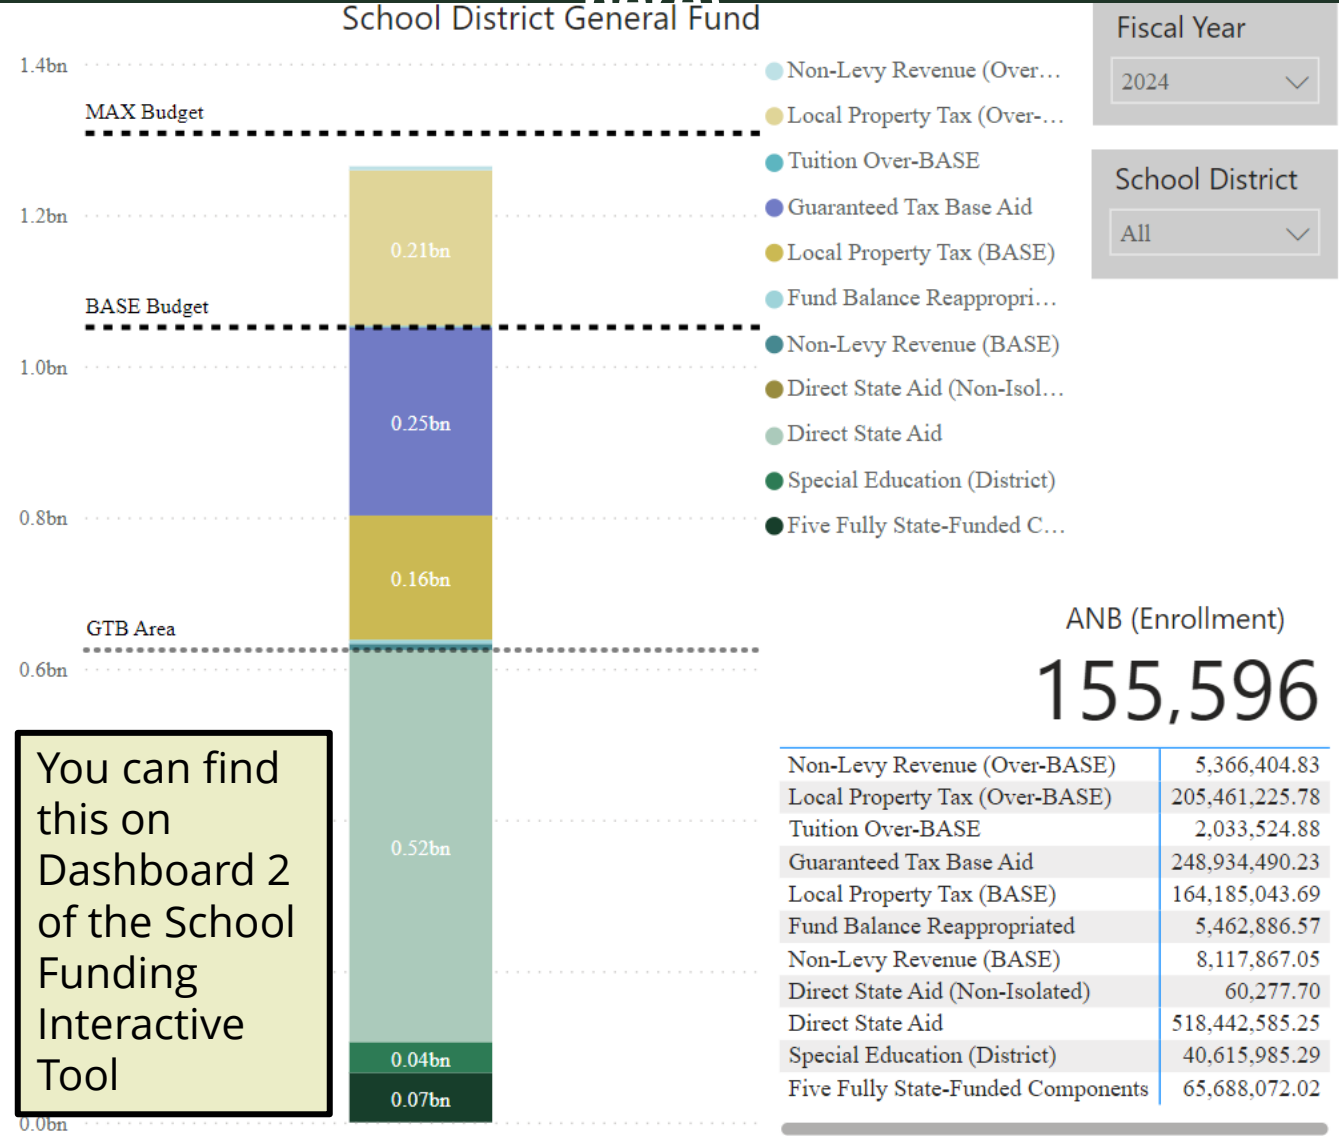 School District General Fund
1.4bn
MAX Budget
1.2bn
BASE Budget
1.0bn
0.8bn
GTB Area
0.6bn
0.0bn
0.21bn
0.25bn
0.16bn
0.52bn
0.04bn
0.07bn
Non-Levy Revenue (Over…
Local Property Tax (Over-…
Tuition Over-BASE
Guaranteed Tax Base Aid
Local Property Tax (BASE)
Fund Balance Reappropri…
Non-Levy Revenue (BASE)
Direct State Aid (Non-Isol…
Direct State Aid
Special Education (District)
Five Fully State-Funded C…
Fiscal Year
2024
School District
All
You can find
this on
Dashboard 2
of the School
Funding
Interactive
Tool
ANB (Enrollment)
155,596
Non-Levy Revenue (Over-BASE) 5,366,404.83
Local Property Tax (Over-BASE) 205,461,225.78
Tuition Over-BASE 2,033,524.88
Guaranteed Tax Base Aid 248,934,490.23
Local Property Tax (BASE) 164,185,043.69
Fund Balance Reappropriated 5,462,886.57
Non-Levy Revenue (BASE) 8,117,867.05
Direct State Aid (Non-Isolated) 60,277.70
Direct State Aid 518,442,585.25
Special Education (District) 40,615,985.29
Five Fully State-Funded Components 65,688,072.02